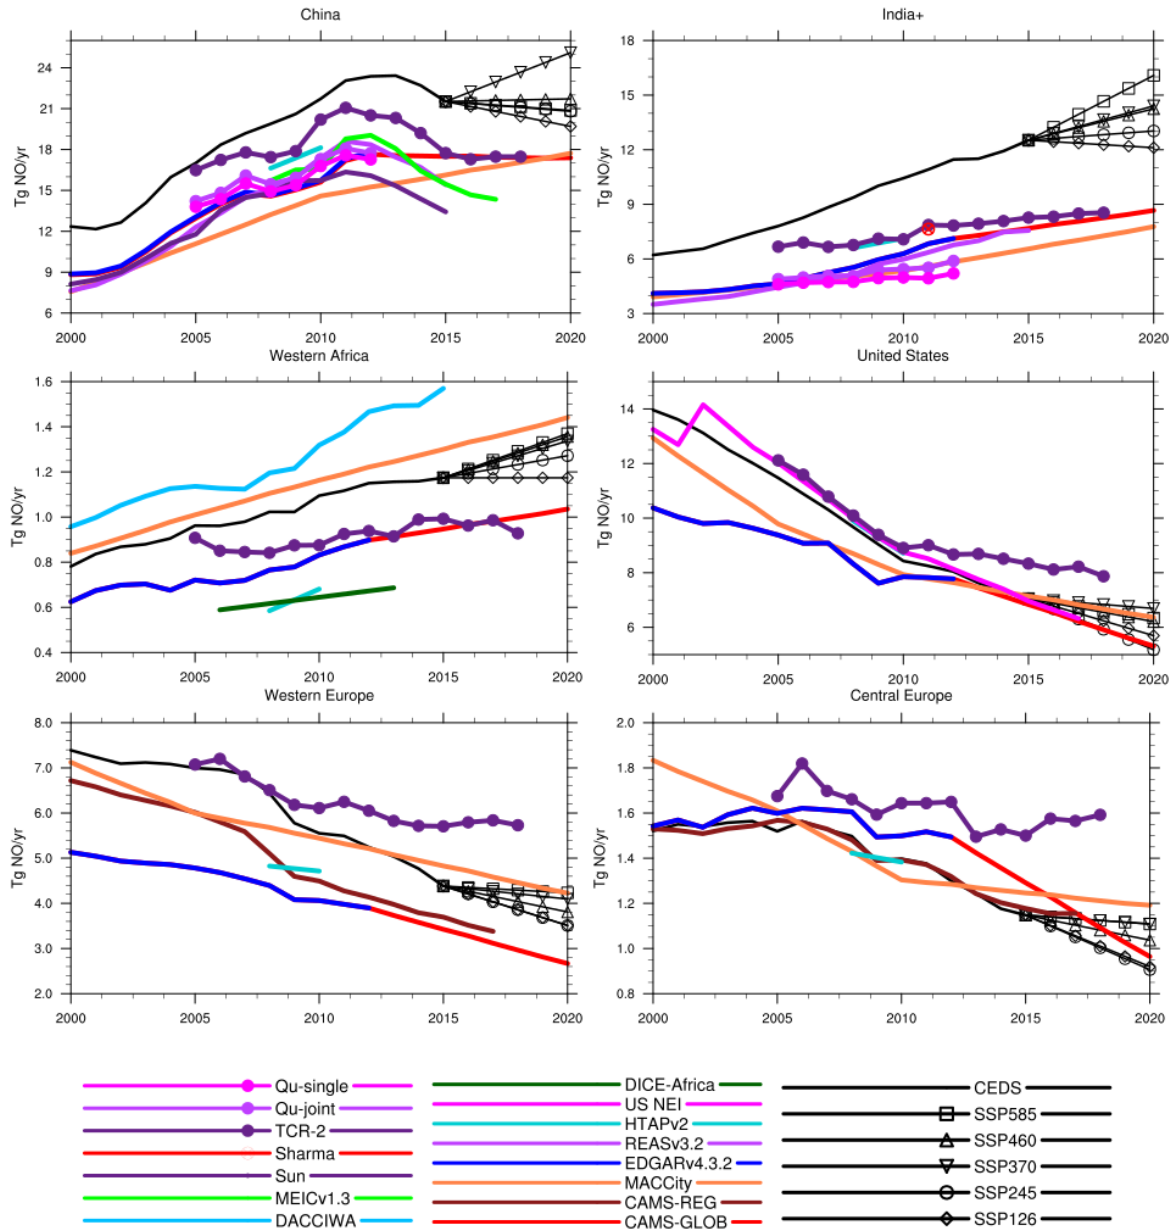 China
India+
Tg NO/yr
24
21
18
15
12
9
6
2000
2005
2010
2015
2020
Tg NO/yr
18
15
12
9
6
3
2000
2005
2010
2015
2020
Western Africa
United States
Tg NO/yr
1.6
1.4
1.2
1.0
0.8
0.6
0.4
2000
2005
2010
2015
2020
Tg NO/yr
14
12
10
8
6
2000
2005
2010
2015
2020
Western Europe
Central Europe
Tg NO/yr
8.0
7.0
6.0
5.0
4.0
3.0
2.0
2000
2005
2010
2015
2020
Tg NO/yr
2.0
1.8
1.6
1.4
1.2
1.0
0.8
2000
2005
2010
2015
2020
Qu-single
Qu-joint
TCR-2
Sharma
Sun
MEICv1.3
DACCIWA
DICE-Africa
US NEI
HTAPv2
REASv3.2
EDGARv4.3.2
MACCity
CAMS-REG
CAMS-GLOB
CEDS
SSP585
SSP460
SSP370
SSP245
SSP126